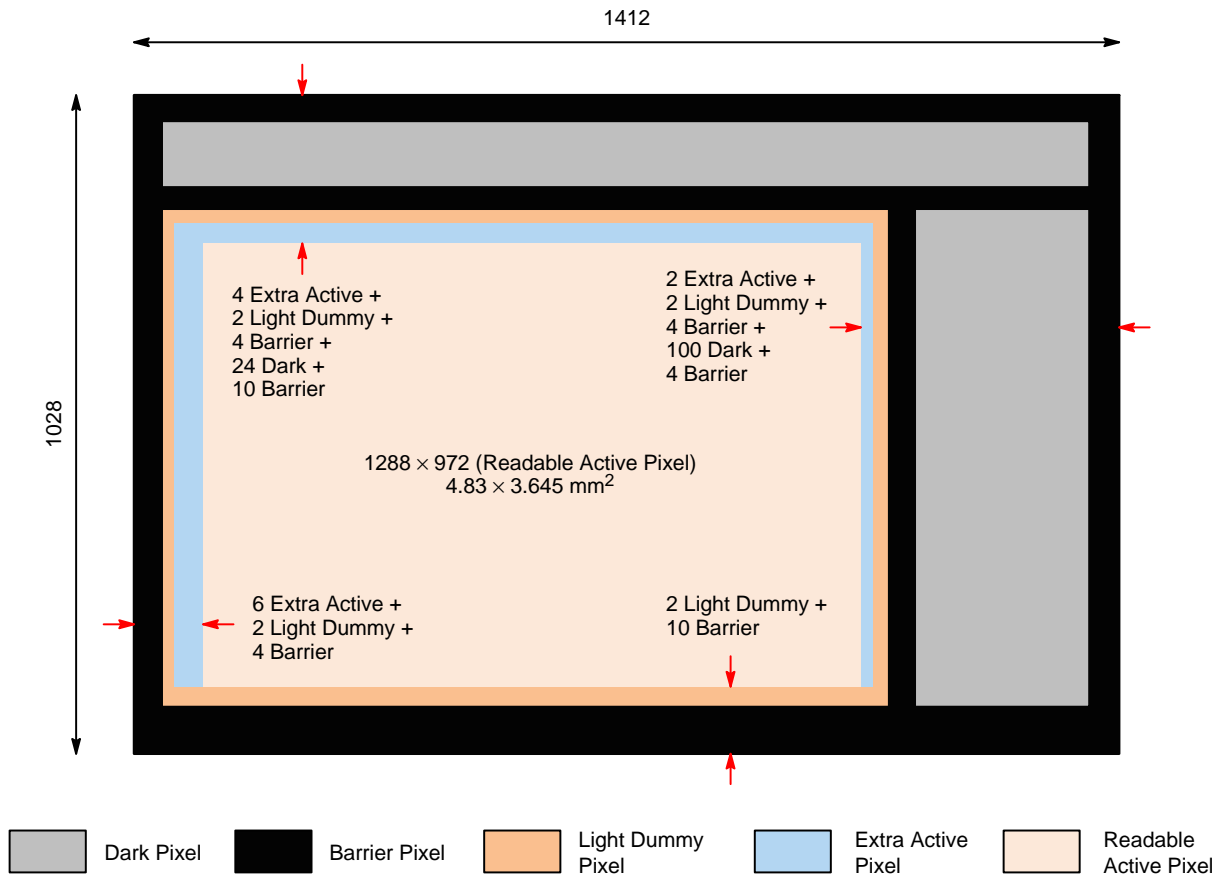 1412
1028
4 Extra Active +
2 Light Dummy +
4 Barrier +
24 Dark +
10 Barrier
2 Extra Active +
2 Light Dummy +
4 Barrier +
100 Dark +
4 Barrier
1288 × 972 (Readable Active Pixel)
4.83 × 3.645 mm²
6 Extra Active +
2 Light Dummy +
4 Barrier
2 Light Dummy +
10 Barrier
Dark Pixel
Barrier Pixel
Light Dummy
Pixel
Extra Active
Pixel
Readable
Active Pixel